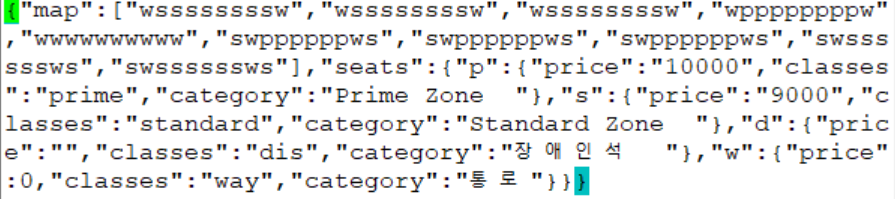 {"map":["wssssssssw","wssssssssw","wssssssssw","wppppppppw"
,"wwwwwwwwww","swppppppws","swppppppws","swppppppws","swsss
sssws","swssssssws"],"seats":{"p":{"price":"10000","classes
":"prime","category":"Prime Zone  "},"s":{"price":"9000","c
lasses":"standard","category":"Standard Zone  "},"d":{"pric
e":"","classes":"dis","category":"장 애 인 석   "},"w":{"price"
:0,"classes":"way","category":"통 로 "}}}